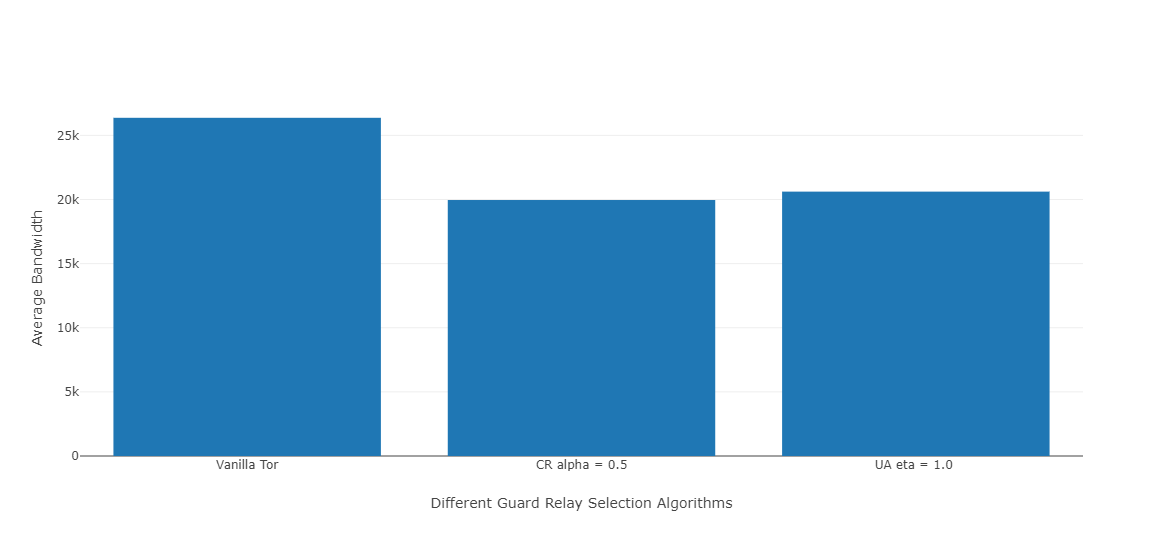 25k
20k
15k
10k
5k
0
Average Bandwidth
Vanilla Tor
CR alpha = 0.5
UA eta = 1.0
Different Guard Relay Selection Algorithms